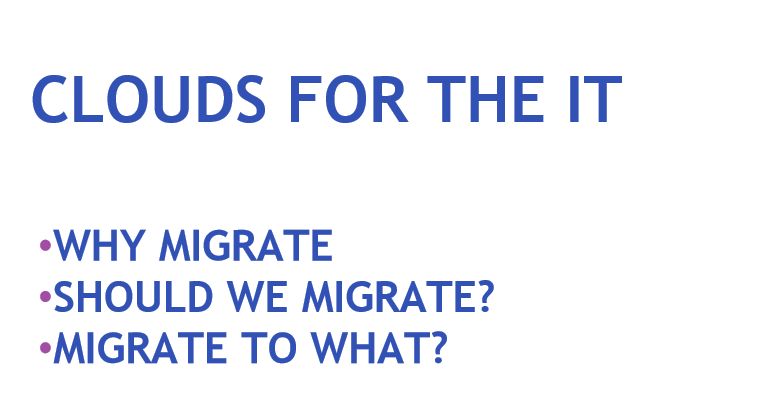 CLOUDS FOR THE IT
•WHY MIGRATE
•SHOULD WE MIGRATE?
•MIGRATE TO WHAT?